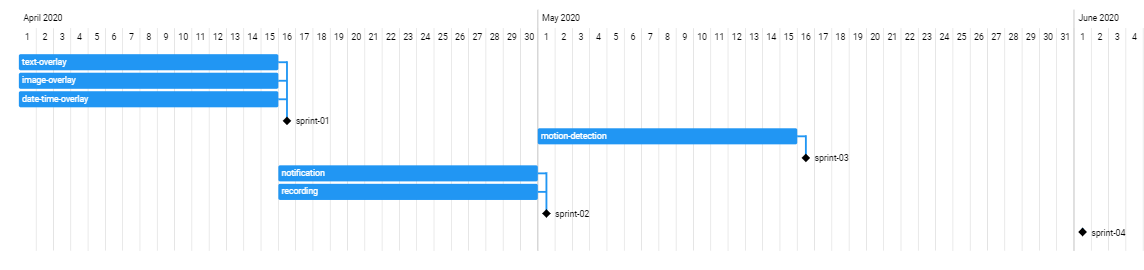 April 2020 May 2020 June 2020
1 2 3 4 5 6 7 8 9 10 11 12 13 14 15 16 17 18 19 20 21 22 23 24 25 26 27 28 29 30 1 2 3 4 5 6 7 8 9 10 11 12 13 14 15 16 17 18 19 20 21 22 23 24 25 26 27 28 29 30 31 1 2 3 4
text-overlay
image-overlay
date-time-overlay
sprint-01
motion-detection
sprint-03
notification
recording
sprint-02
sprint-04